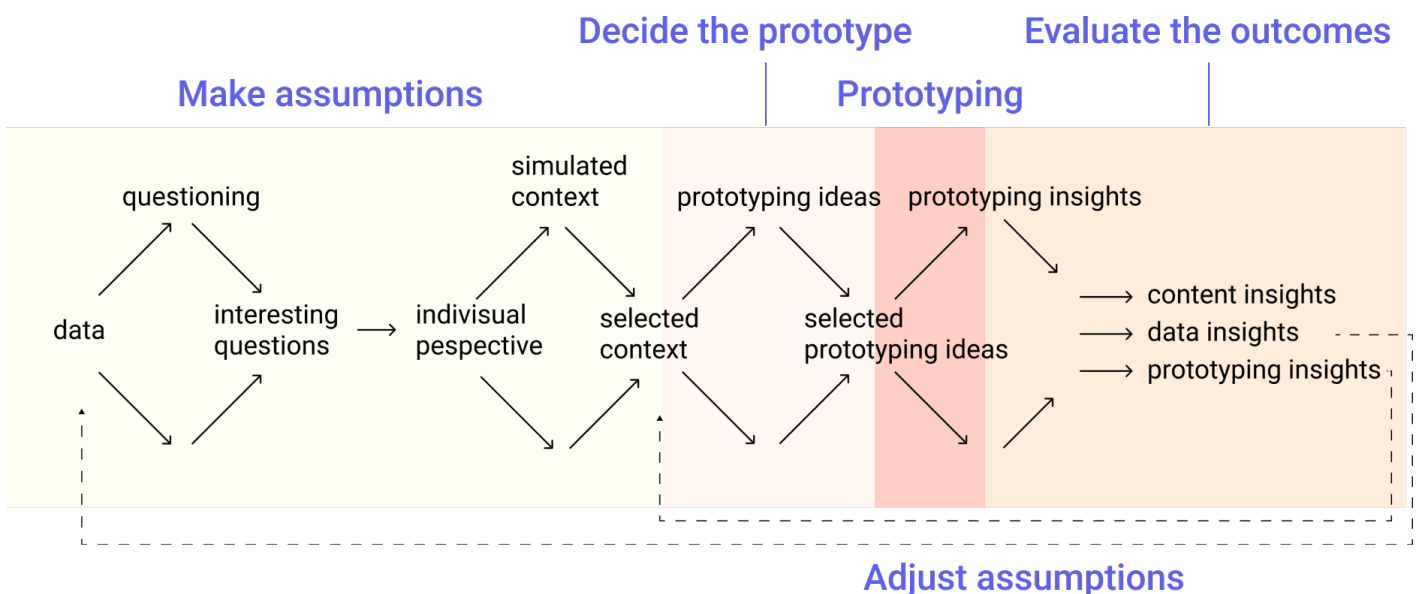 Decide the prototype
Evaluate the outcomes
Make assumptions
Prototyping
simulated
context
questioning
prototyping ideas
prototyping insights
data
interesting
questions
indivisual
pespective
selected
context
selected
prototyping ideas
content insights
data insights
prototyping insights
Adjust assumptions